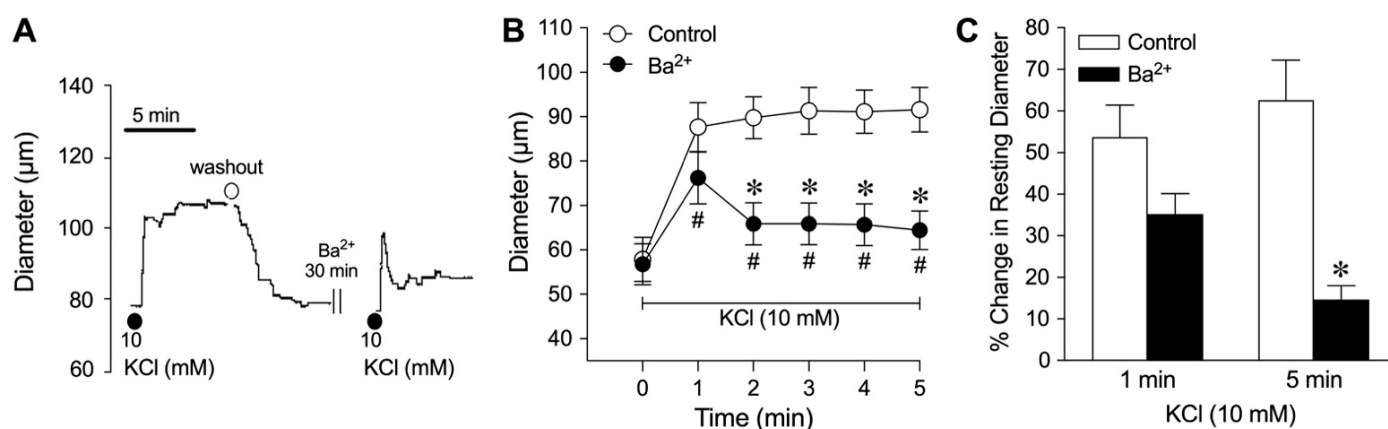 A
Diameter (µm)
140
120
100
80
60
5 min
washout
Ba²⁺
30 min
10
KCl (mM)
10
KCl (mM)
B
Diameter (µm)
110
100
90
80
70
60
50
40
Control
Ba²⁺
* * * *
# # # # #
KCl (10 mM)
0 1 2 3 4 5
Time (min)
C
% Change in Resting Diameter
80
70
60
50
40
30
20
10
0
Control
Ba²⁺
*
1 min 5 min
KCl (10 mM)